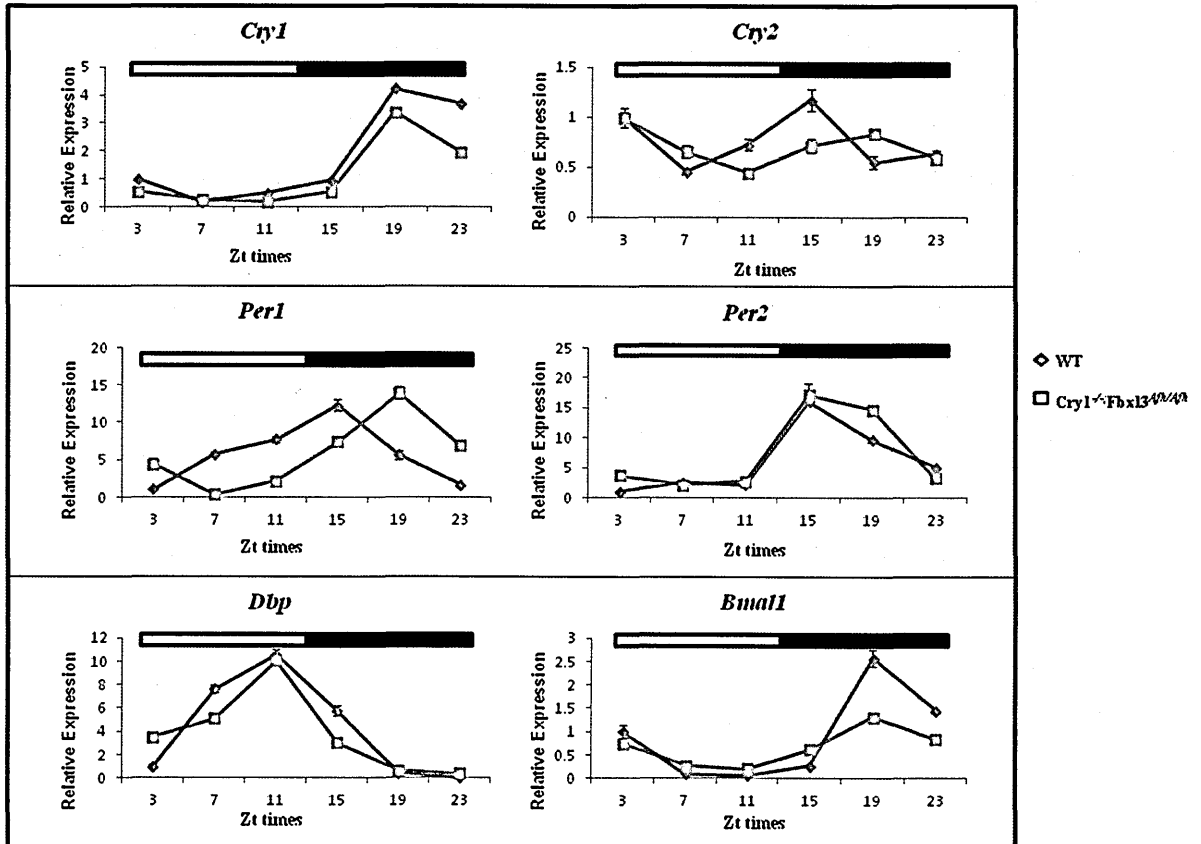 Cry1
5
4
3
2
1
0
Relative Expression
3 7 11 15 19 23
Zt times
Cry2
1.5
1
0.5
0
Relative Expression
3 7 11 15 19 23
Zt times
Per1
20
15
10
5
0
Relative Expression
3 7 11 15 19 23
Zt times
Per2
25
20
15
10
5
0
Relative Expression
3 7 11 15 19 23
Zt times
WT
Cry1-/-;Fbxl3Afh/Afh
Dbp
12
10
8
6
4
2
0
Relative Expression
3 7 11 15 19 23
Zt times
Bmal1
3
2.5
2
1.5
1
0.5
0
Relative Expression
3 7 11 15 19 23
Zt times